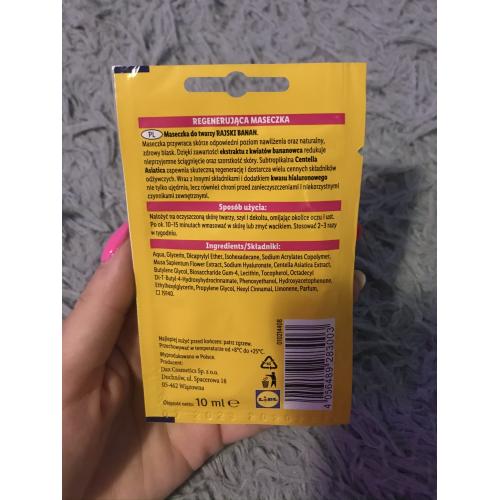 REGENERUJĄCA MASECZKA
PL Maseczka do twarzy RAJSKI BANAN.
Maseczka przywraca skórze odpowiedni poziom nawilżenia oraz naturalny,
zdrowy blask. Dzięki zawartości ekstraktu z kwiatów bananowca redukuje
nieprzyjemne ściągnięcie oraz szorstkość skóry. Subtropikalna Centella
Asiatica zapewnia skuteczną regenerację i dostarcza wielu cennych składników
odżywczych. Wraz z innymi składnikami i dodatkiem kwasu hialuronowego
nie tylko ujędrnia, lecz również chroni przed zanieczyszczeniami i niekorzystnymi
czynnikami zewnętrznymi.
Sposób użycia:
Nałożyć na oczyszczoną skórę twarzy, szyi i dekoltu, omijając okolice oczu i ust.
Po ok. 10-15 minutach wmasować w skórę lub zmyć wacikiem. Stosować 2-3 razy
w tygodniu.
Ingredients/Składniki:
Aqua, Glycerin, Dicaprylyl Ether, Isohexadecane, Sodium Acrylates Copolymer,
Musa Sapientum Flower Extract, Sodium Hyaluronate, Centella Asiatica Extract,
Butylene Glycol, Biosaccharide Gum-4, Lecithin, Tocopherol, Octadecyl
Di-T-Butyl-4-Hydroxyhydrocinnamate, Phenoxyethanol, Hydroxyacetophenone,
Ethylhexylglycerin, Propylene Glycol, Hexyl Cinnamal, Limonene, Parfum,
CI 19140.
Najlepiej zużyć przed końcem: patrz zgrzew.
Przechowywać w temperaturze od +8°C do +25°C.
Wyprodukowano w Polsce.
Producent:
Dax Cosmetics Sp. z o.o.
Duchnów, ul. Spacerowa 18
05-462 Wiązowna
Objętość netto: 10 ml e
01021408
4 056489 283003
LIDL